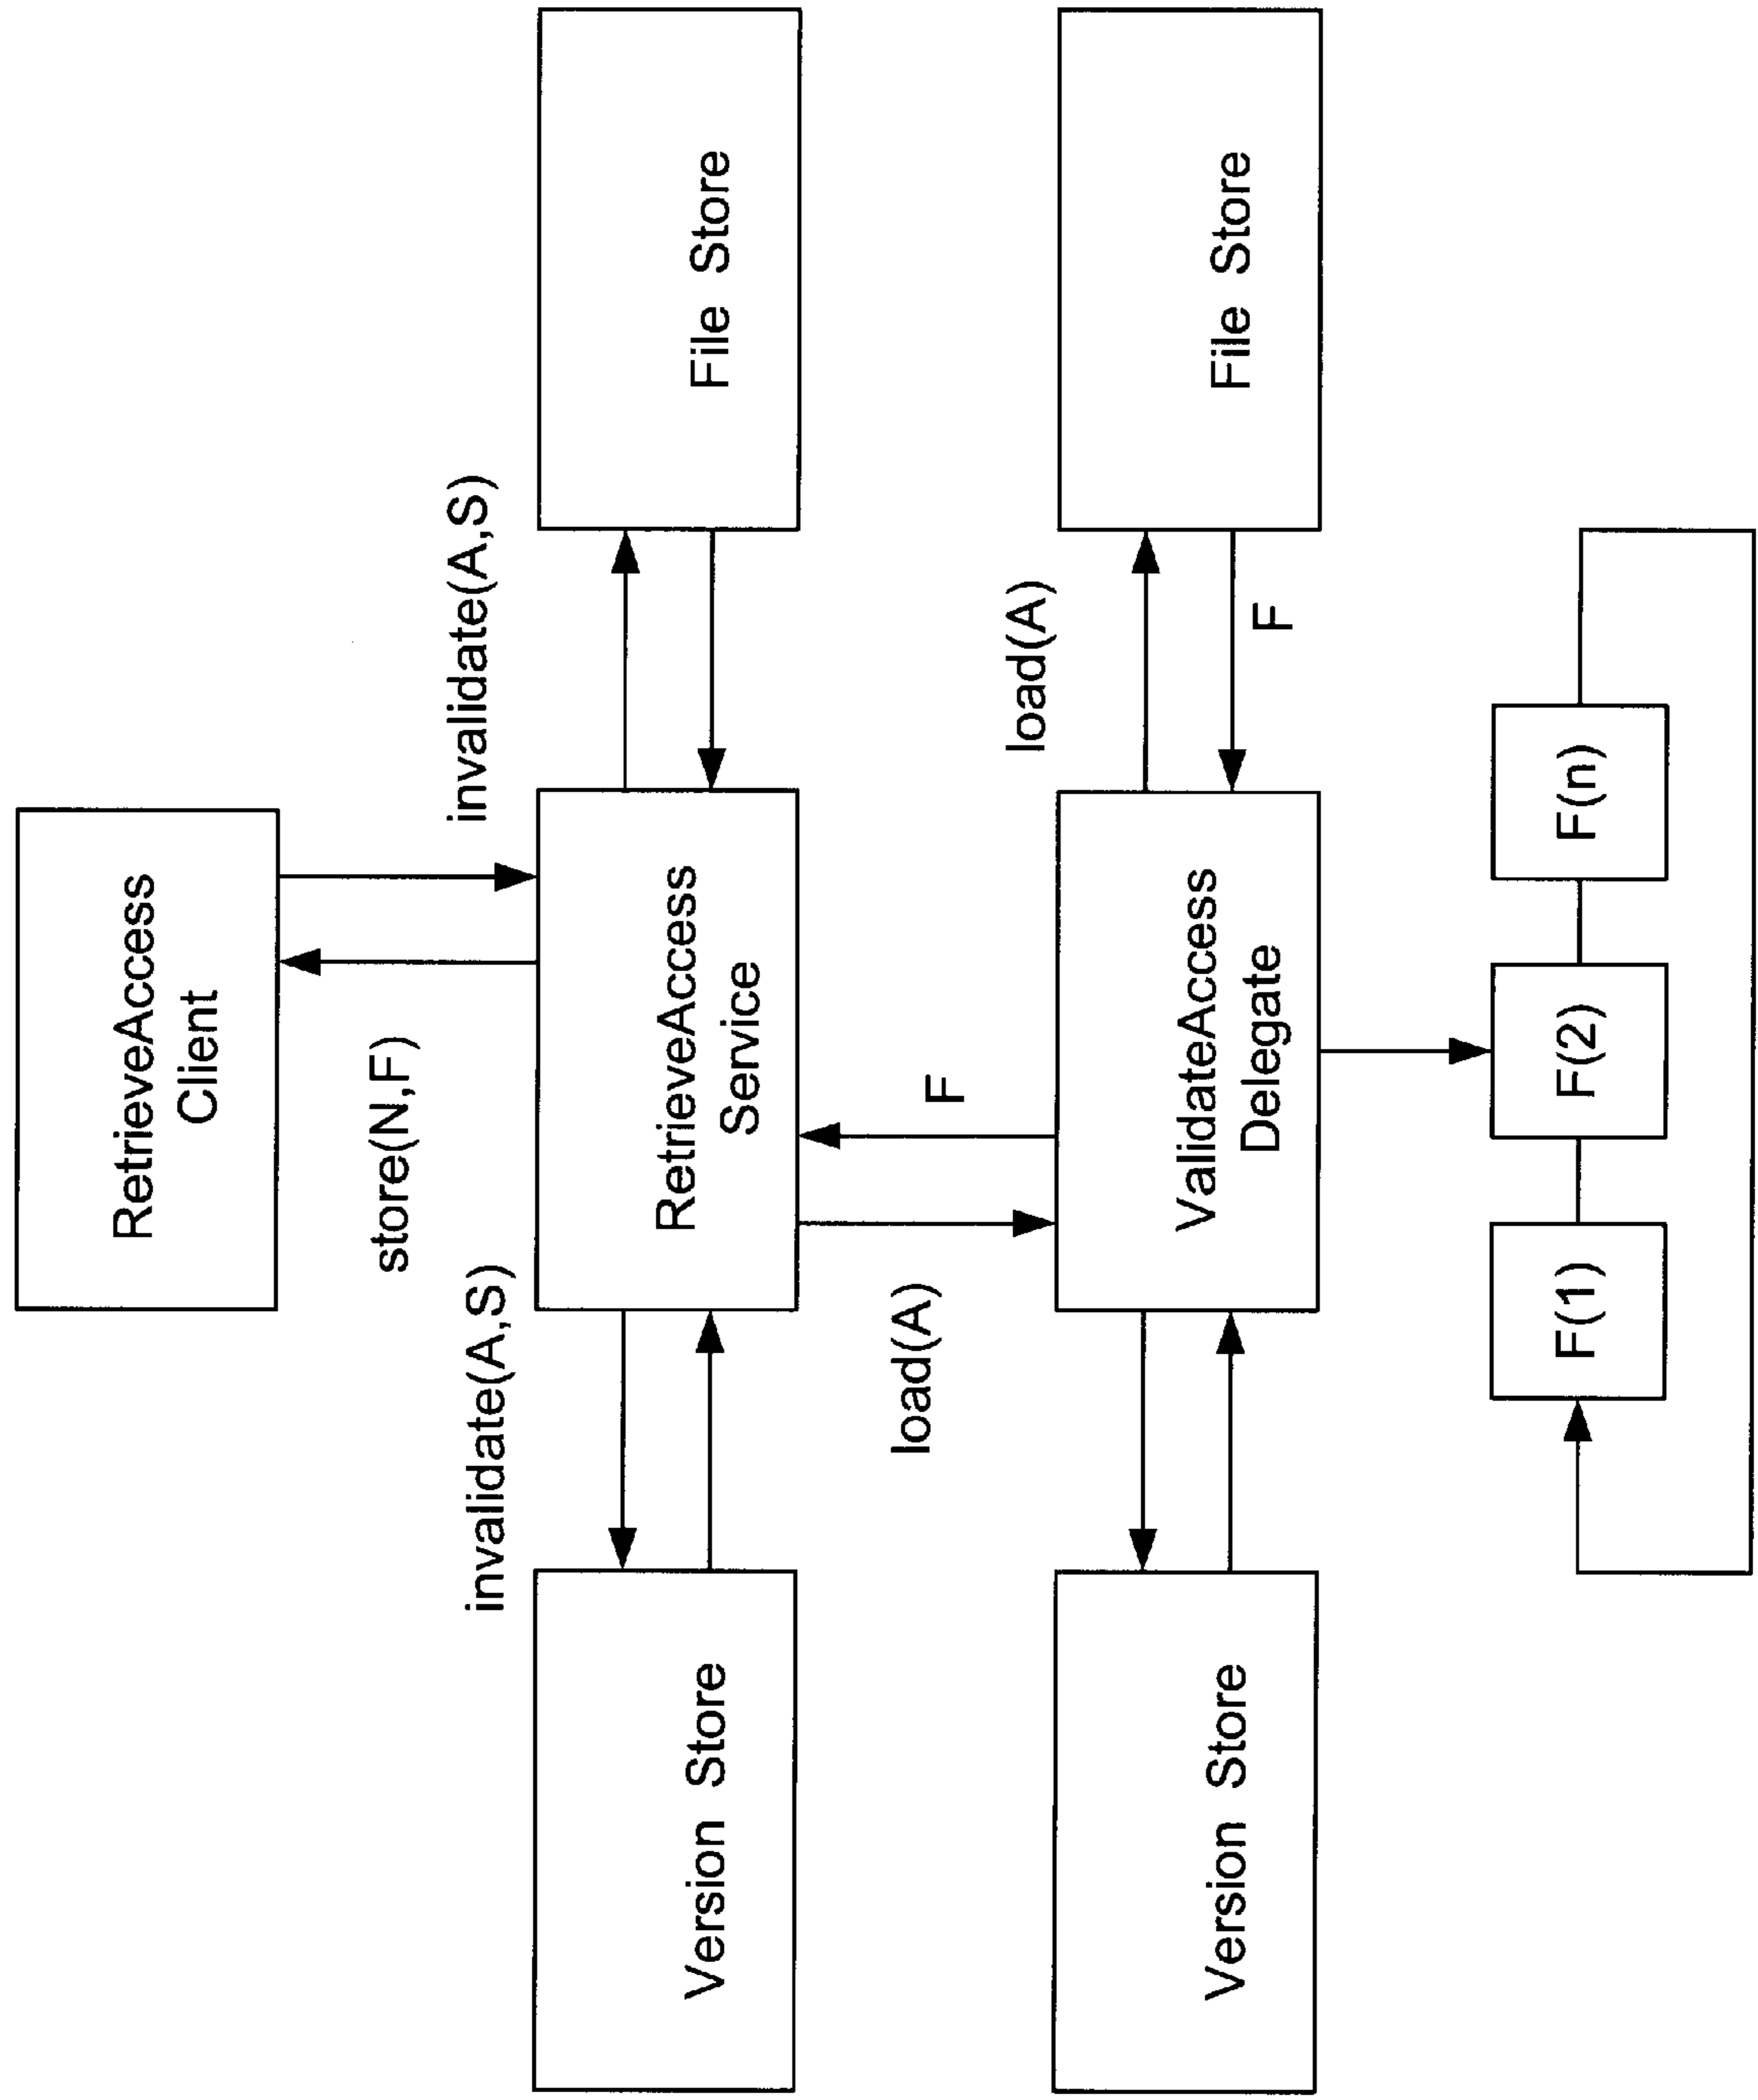 RetrieveAccess
Client
store(N,F)
invalidate(A,S)
invalidate(A,S)
Version Store
RetrieveAccess
Service
File Store
load(A)
F
load(A)
F
Version Store
ValidateAccess
Delegate
File Store
F(1)
F(2)
F(n)